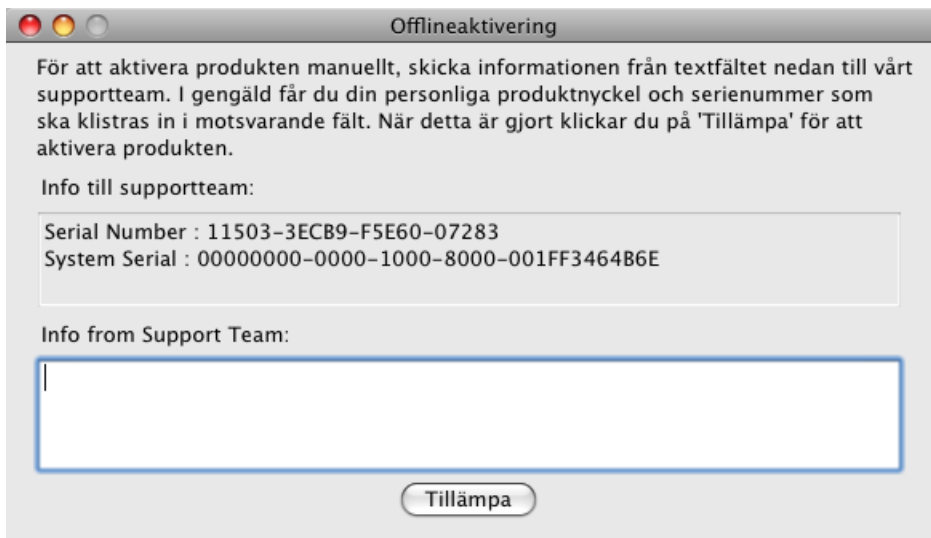 Offlineaktivering
För att aktivera produkten manuellt, skicka informationen från textfältet nedan till vårt
supportteam. I gengäld får du din personliga produktnyckel och serienummer som
ska klistras in i motsvarande fält. När detta är gjort klickar du på 'Tillämpa' för att
aktivera produkten.
Info till supportteam:
Serial Number : 11503-3ECB9-F5E60-07283
System Serial : 00000000-0000-1000-8000-001FF3464B6E
Info from Support Team:
Tillämpa